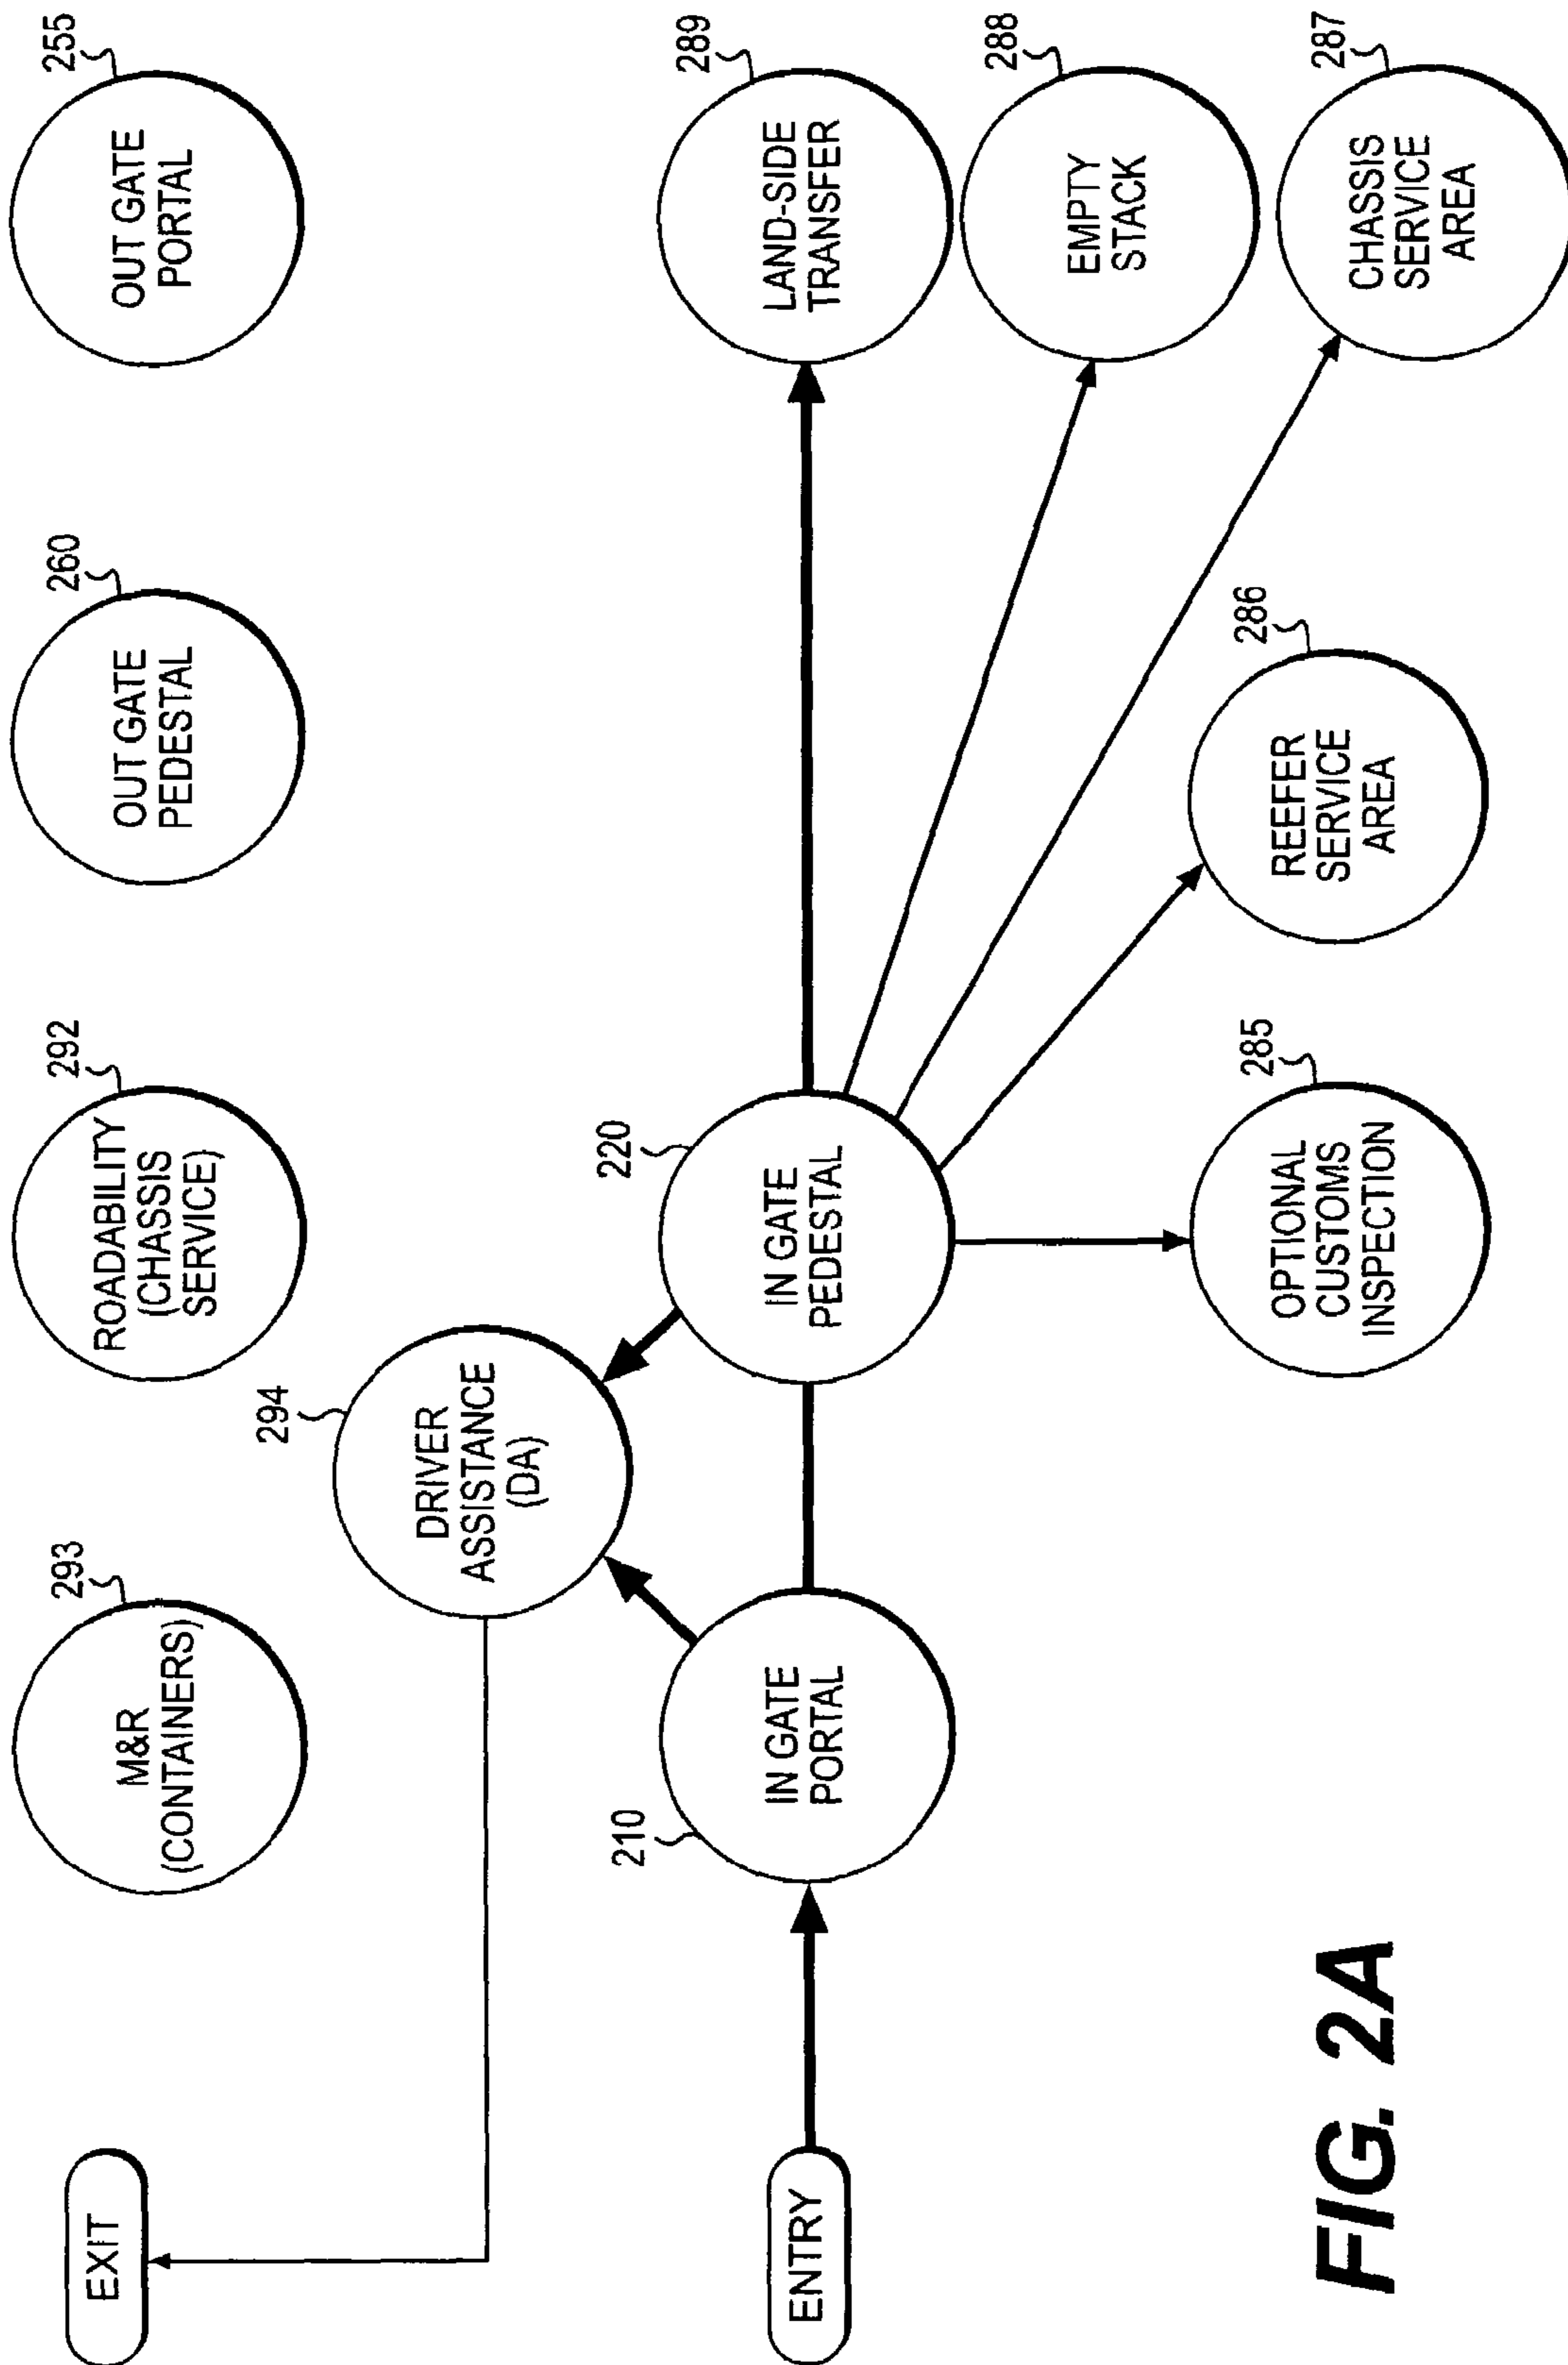 EXIT
293
M&R
(CONTAINERS)
292
ROADABILITY
(CHASSIS
SERVICE)
260
OUT GATE
PEDESTAL
255
OUT GATE
PORTAL
294
DRIVER
ASSISTANCE
(DA)
ENTRY
210
IN GATE
PORTAL
220
IN GATE
PEDESTAL
289
LAND-SIDE
TRANSFER
288
EMPTY
STACK
285
OPTIONAL
CUSTOMS
INSPECTION
286
REEFER
SERVICE
AREA
287
CHASSIS
SERVICE
AREA
FIG. 2A